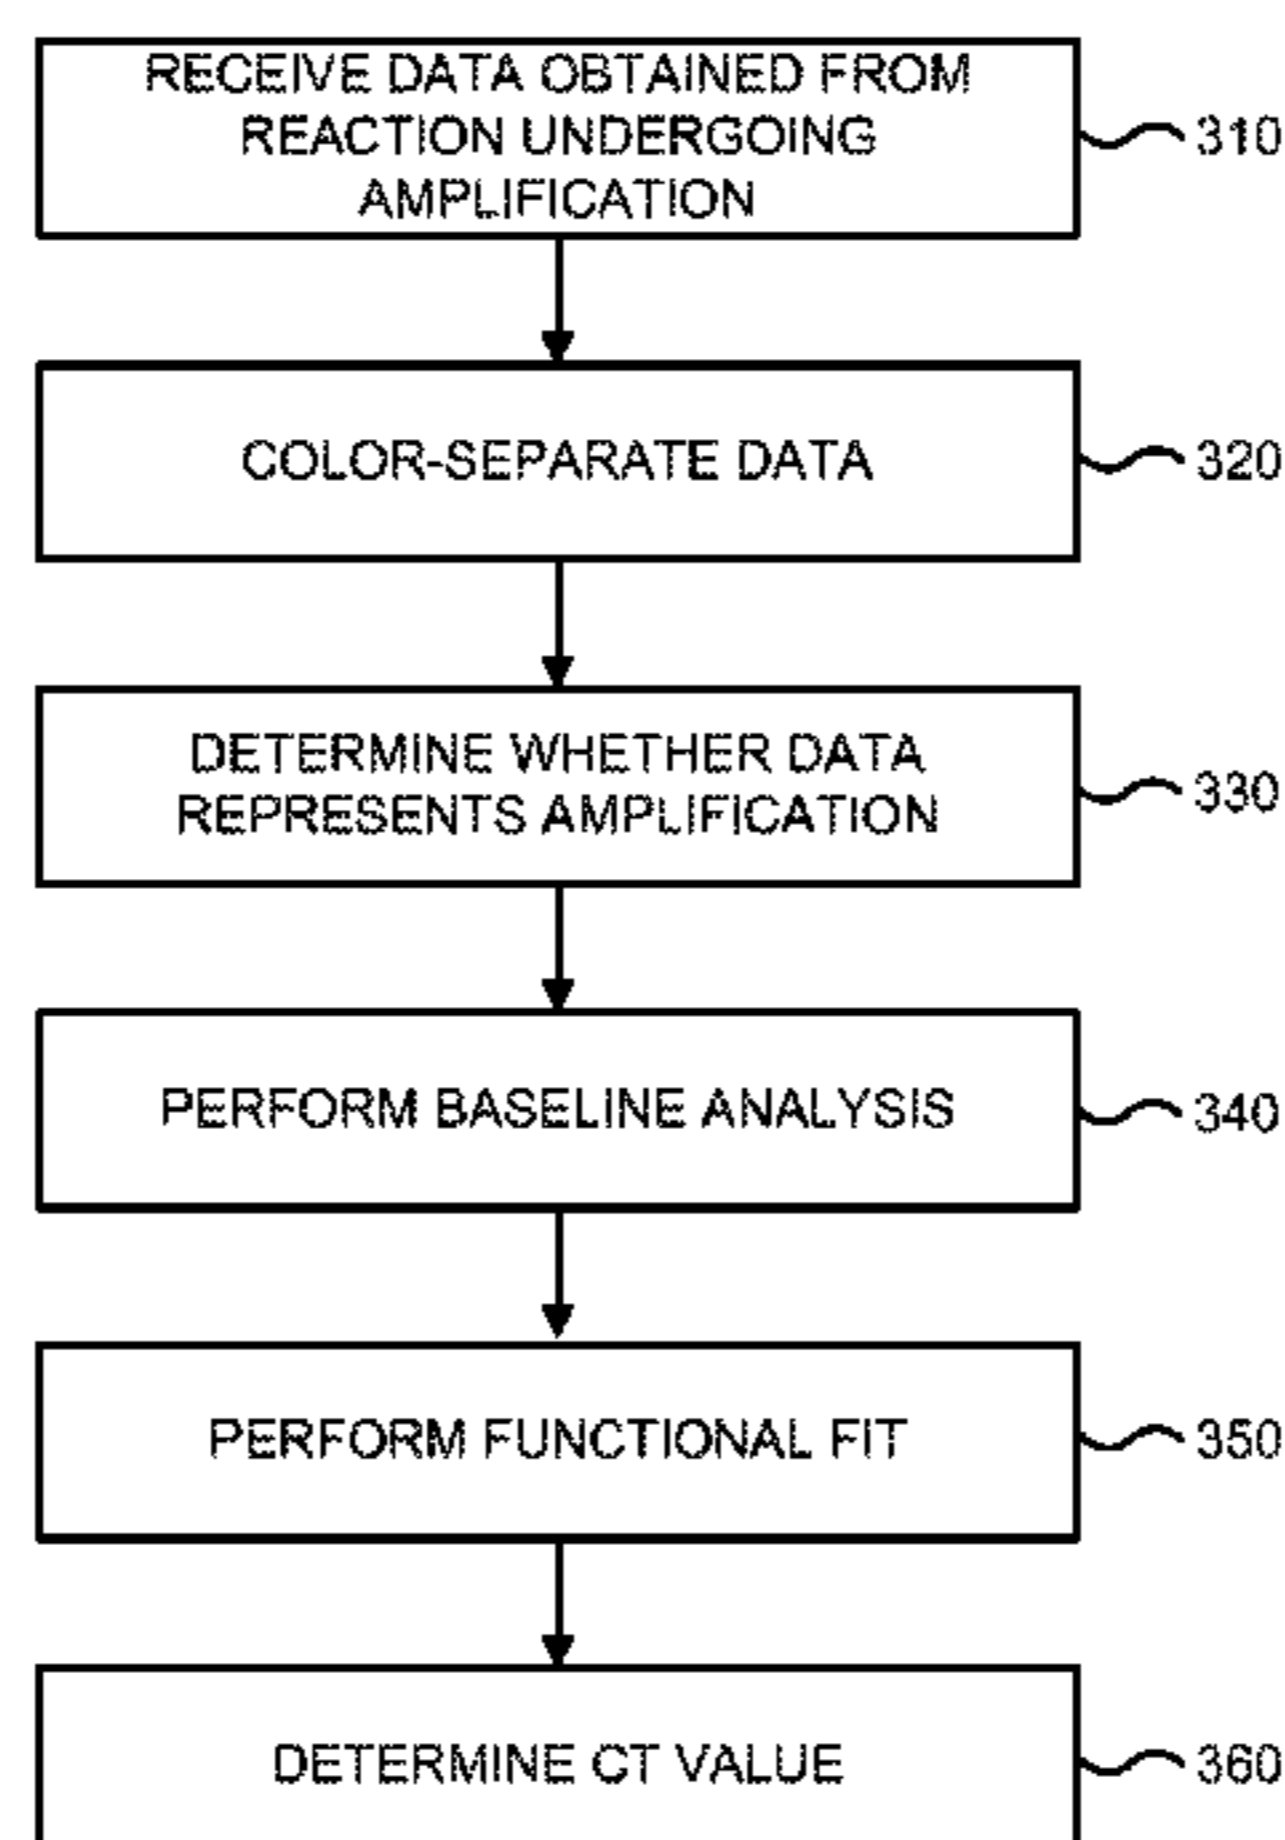 RECEIVE DATA OBTAINED FROM
REACTION UNDERGOING
AMPLIFICATION
310
COLOR-SEPARATE DATA
320
DETERMINE WHETHER DATA
REPRESENTS AMPLIFICATION
330
PERFORM BASELINE ANALYSIS
340
PERFORM FUNCTIONAL FIT
350
DETERMINE CT VALUE
360